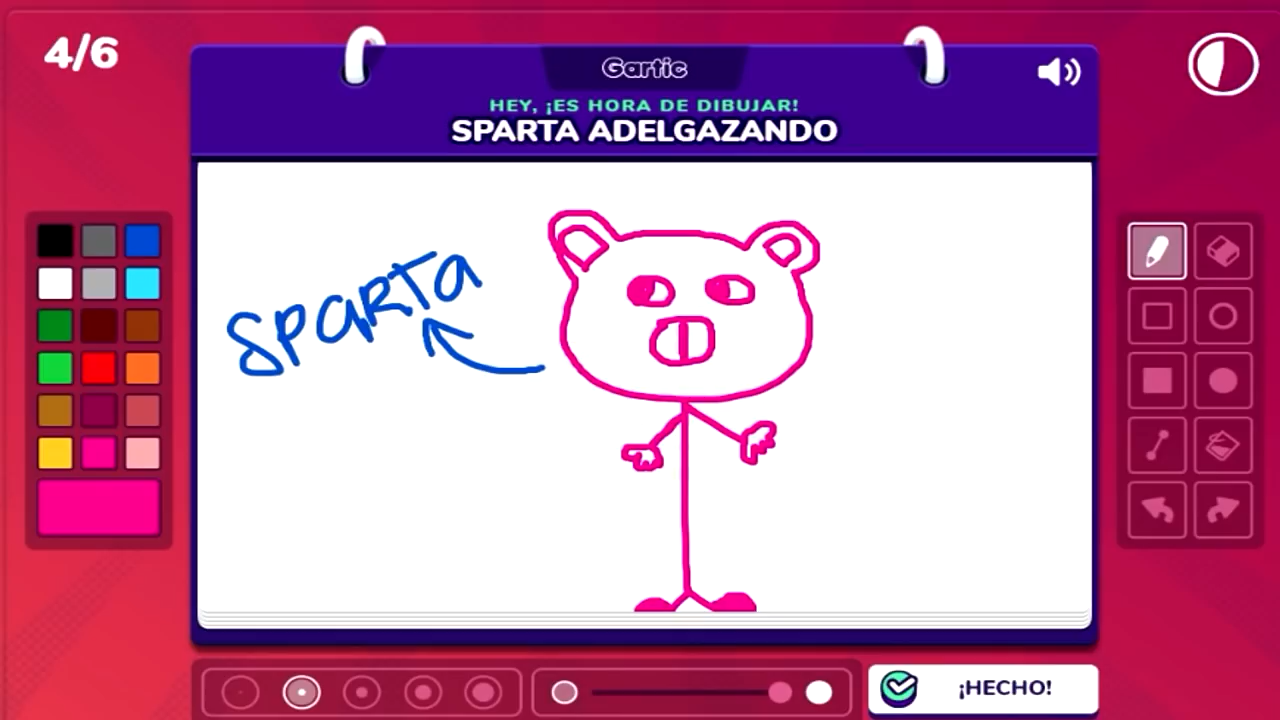 4/6
Gartic
HEY, ¡ES HORA DE DIBUJAR!
SPARTA ADELGAZANDO
SPARTA
¡HECHO!